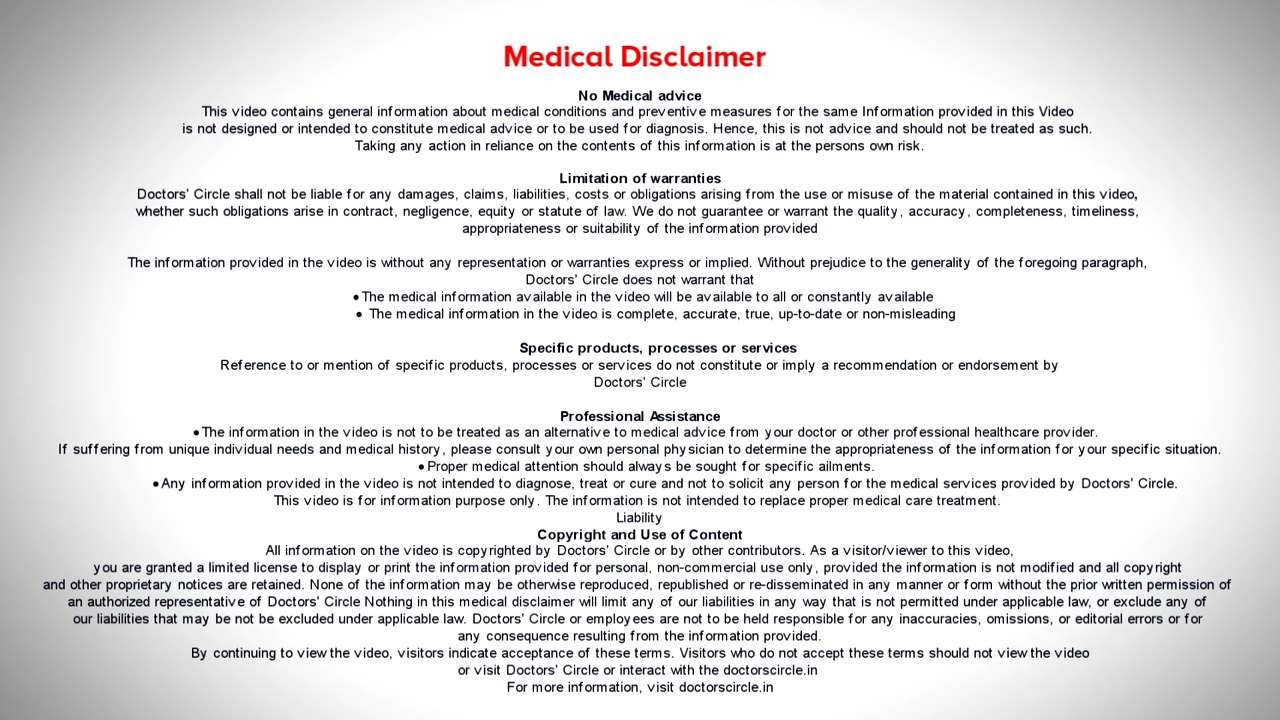 Medical Disclaimer
No Medical advice
This video contains general information about medical conditions and preventive measures for the same Information provided in this Video
is not designed or intended to constitute medical advice or to be used for diagnosis. Hence, this is not advice and should not be treated as such.
Taking any action in reliance on the contents of this information is at the persons own risk.
Limitation of warranties
Doctors' Circle shall not be liable for any damages, claims, liabilities, costs or obligations arising from the use or misuse of the material contained in this video,
whether such obligations arise in contract, negligence, equity or statute of law. We do not guarantee or warrant the quality, accuracy, completeness, timeliness,
appropriateness or suitability of the information provided
The information provided in the video is without any representation or warranties express or implied. Without prejudice to the generality of the foregoing paragraph,
Doctors' Circle does not warrant that
•The medical information available in the video will be available to all or constantly available
• The medical information in the video is complete, accurate, true, up-to-date or non-misleading
Specific products, processes or services
Reference to or mention of specific products, processes or services do not constitute or imply a recommendation or endorsement by
Doctors' Circle
Professional Assistance
•The information in the video is not to be treated as an alternative to medical advice from your doctor or other professional healthcare provider.
If suffering from unique individual needs and medical history, please consult your own personal physician to determine the appropriateness of the information for your specific situation.
•Proper medical attention should always be sought for specific ailments.
•Any information provided in the video is not intended to diagnose, treat or cure and not to solicit any person for the medical services provided by Doctors' Circle.
This video is for information purpose only. The information is not intended to replace proper medical care treatment.
Liability
Copyright and Use of Content
All information on the video is copyrighted by Doctors' Circle or by other contributors. As a visitor/viewer to this video,
you are granted a limited license to display or print the information provided for personal, non-commercial use only, provided the information is not modified and all copyright
and other proprietary notices are retained. None of the information may be otherwise reproduced, republished or re-disseminated in any manner or form without the prior written permission of
an authorized representative of Doctors' Circle Nothing in this medical disclaimer will limit any of our liabilities in any way that is not permitted under applicable law, or exclude any of
our liabilities that may be not be excluded under applicable law. Doctors' Circle or employees are not to be held responsible for any inaccuracies, omissions, or editorial errors or for
any consequence resulting from the information provided.
By continuing to view the video, visitors indicate acceptance of these terms. Visitors who do not accept these terms should not view the video
or visit Doctors' Circle or interact with the doctorscircle.in
For more information, visit doctorscircle.in